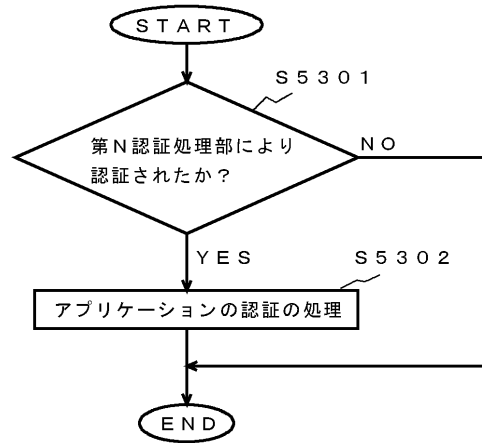 ＳＴＡＲＴ
Ｓ５３０１
第Ｎ認証処理部により
認証されたか？
ＮＯ
ＹＥＳ
Ｓ５３０２
アプリケーションの認証の処理
ＥＮＤ